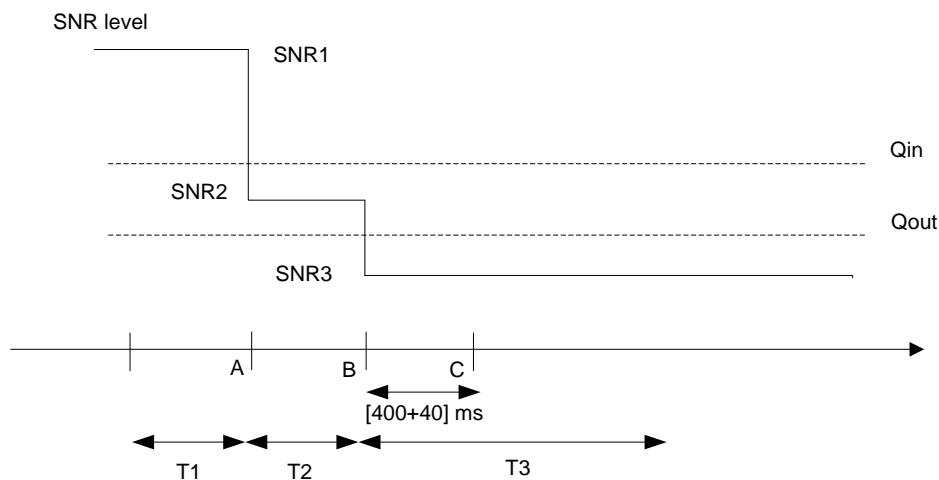 SNR level
SNR1
Qin
SNR2
Qout
SNR3
A
B
C
[400+40] ms
T1
T2
T3